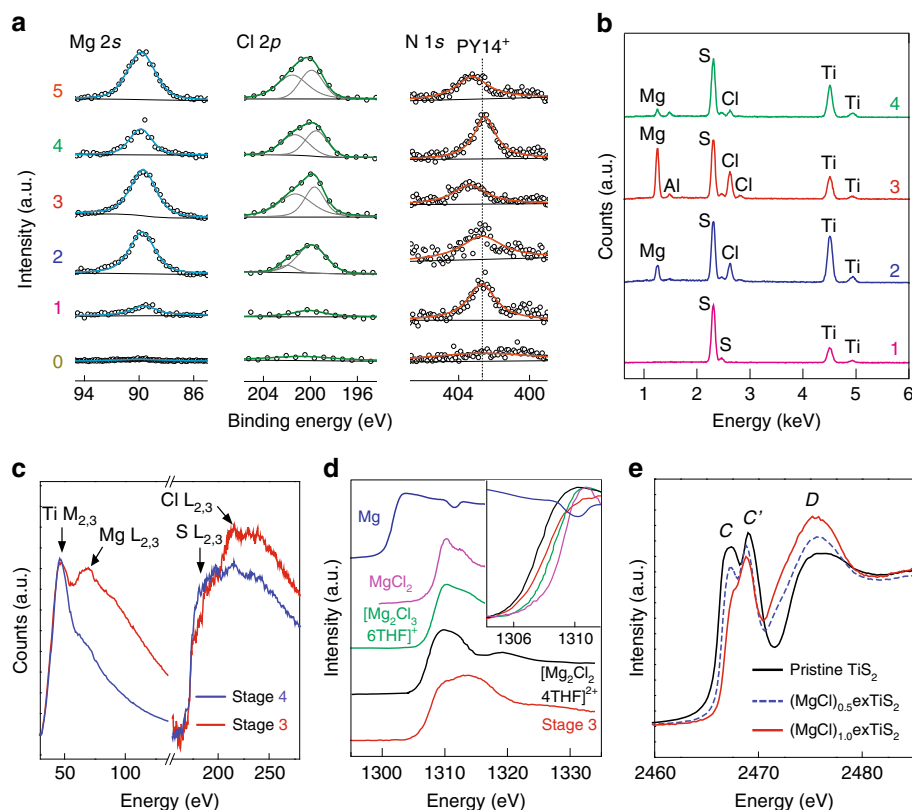 a
Mg 2s
Cl 2p
N 1s
PY14⁺
5
4
3
2
1
0
Intensity (a.u.)
94 90 86
204 200 196
404 400
Binding energy (eV)
b
S
Mg
Cl
Ti
Ti
4
Mg
S
Al
Cl
Cl
Ti
Ti
3
Mg
S
Cl
Ti
Ti
2
S
S
Ti
Ti
1
Counts (a.u.)
1 2 3 4 5 6
Energy (keV)
c
Ti M₂,₃
Mg L₂,₃
Cl L₂,₃
S L₂,₃
Stage 4
Stage 3
Counts (a.u.)
50 100 200 250
Energy (eV)
d
Mg
MgCl₂
[Mg₂Cl₃
6THF]⁺
[Mg₂Cl₂
4THF]²⁺
Stage 3
1306 1310
Intensity (a.u.)
1300 1310 1320 1330
Energy (eV)
e
C
C'
D
Pristine TiS₂
(MgCl)₀.₅exTiS₂
(MgCl)₁.₀exTiS₂
Intensity (a.u.)
2460 2470 2480
Energy (eV)